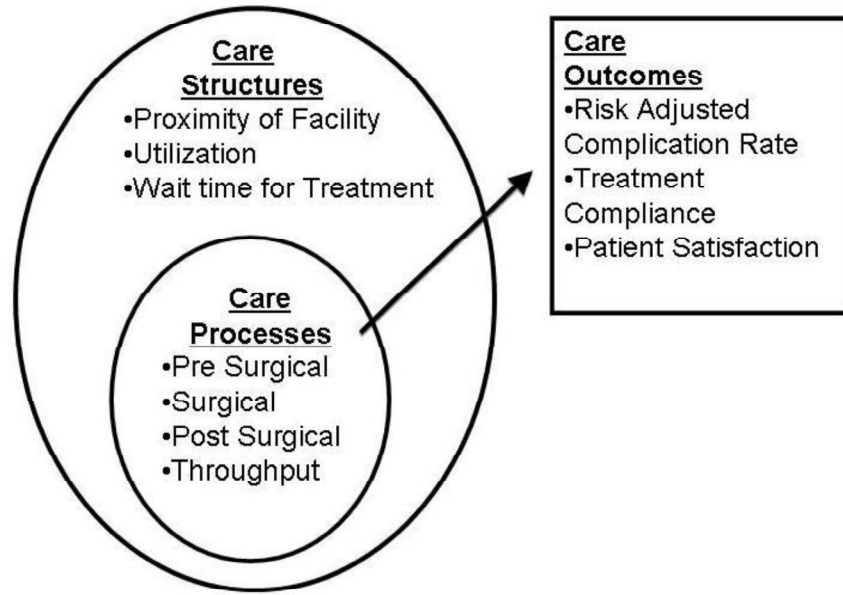 Care
Structures
•Proximity of Facility
•Utilization
•Wait time for Treatment
Care
Processes
•Pre Surgical
•Surgical
•Post Surgical
•Throughput
Care
Outcomes
•Risk Adjusted
Complication Rate
•Treatment
Compliance
•Patient Satisfaction